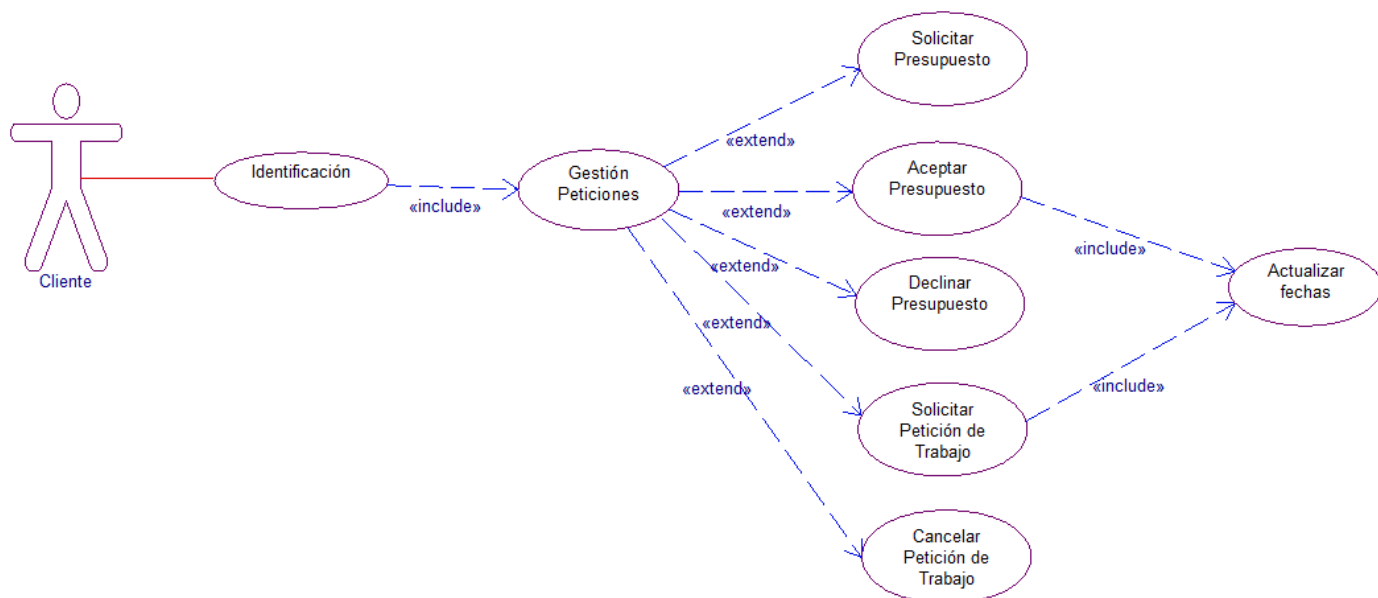 Solicitar
Presupuesto
«extend»
Identificación
«include»
Gestión
Peticiones
Aceptar
Presupuesto
«extend»
«include»
Cliente
«extend»
Declinar
Presupuesto
Actualizar
fechas
«extend»
«extend»
Solicitar
Petición de
Trabajo
«include»
Cancelar
Petición de
Trabajo